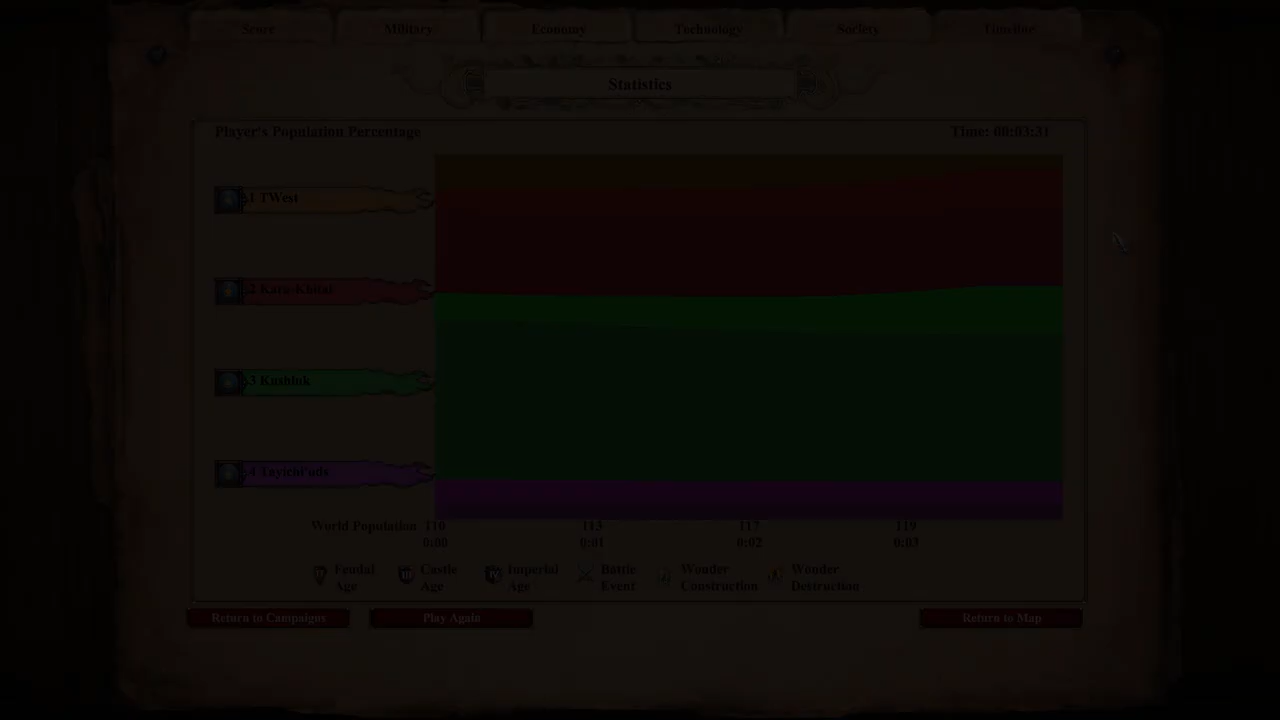 Score
Military
Economy
Technology
Society
Timeline
Statistics
Player's Population Percentage
Time: 00:03:31
1 TWest
2 Kara-Khitai
3 Kushluk
4 Tayichi'uds
World Population 110 113 117 119
0:00 0:01 0:02 0:03
Feudal Age
Castle Age
Imperial Age
Battle Event
Wonder Construction
Wonder Destruction
Return to Campaigns
Play Again
Return to Map